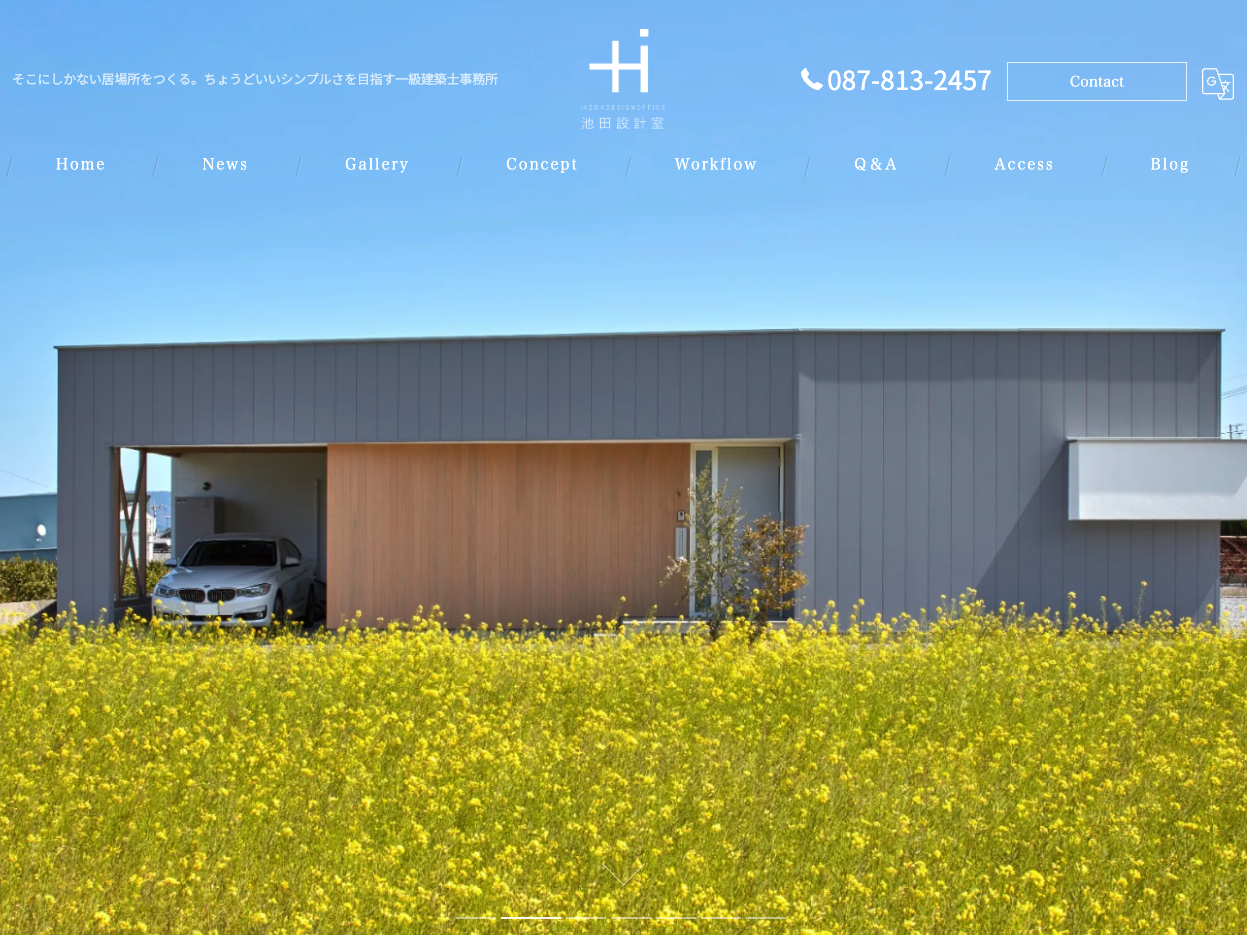 そこにしかない居場所をつくる。ちょうどいいシンプルさを目指す一級建築士事務所
IKEDADESIGNOFFICE
池田設計室
087-813-2457
Contact
Home
News
Gallery
Concept
Workflow
Q&A
Access
Blog